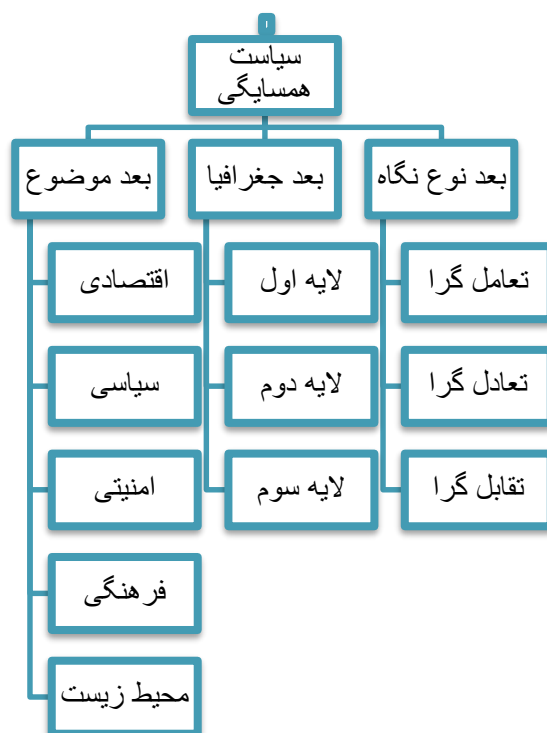 سیاست
همسایگی
بعد نوع نگاه
بعد جغرافیا
بعد موضوع
تعامل گرا
لایه اول
اقتصادی
تعادل گرا
لایه دوم
سیاسی
تقابل گرا
لایه سوم
امنیتی
فرهنگی
محیط زیست